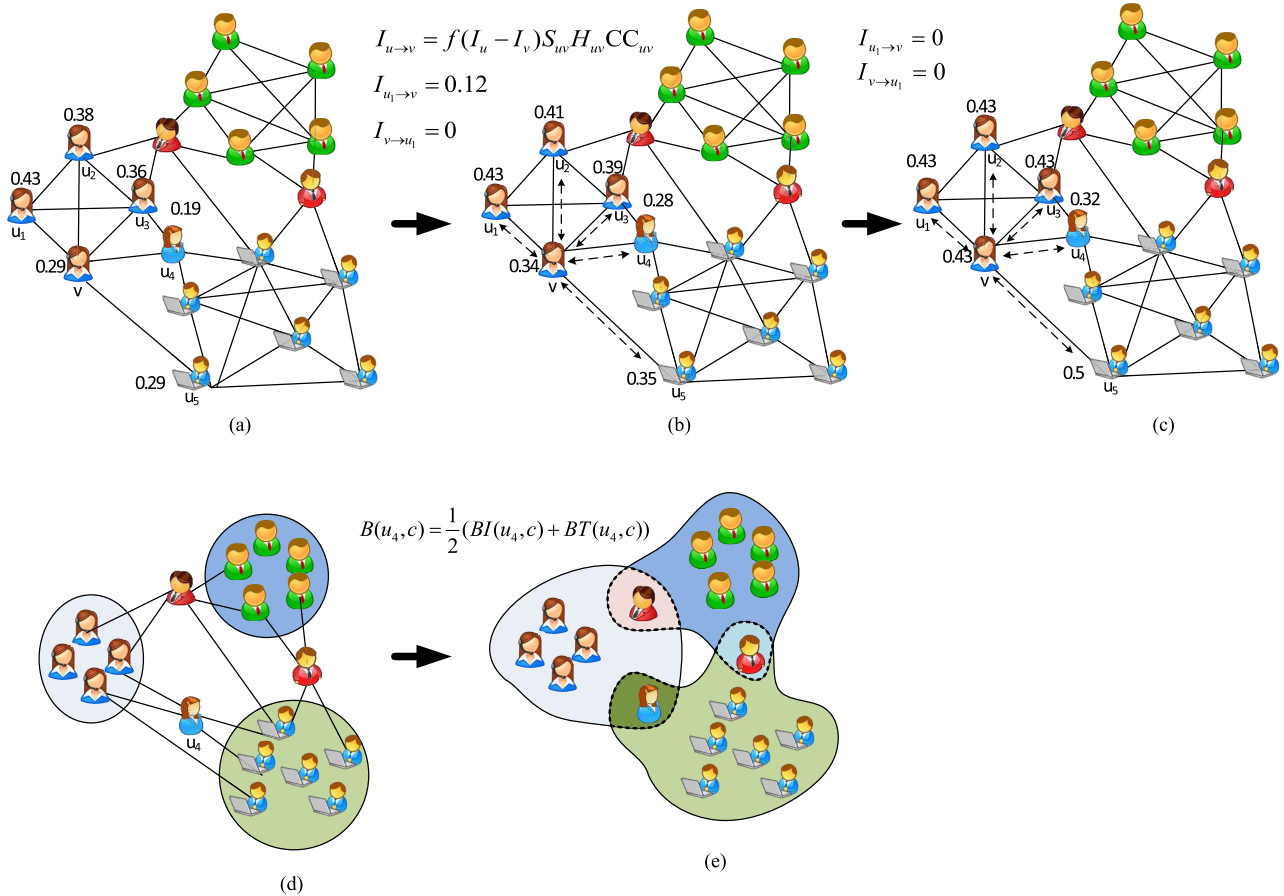 I_{u→v} = f(I_u − I_v)S_{uv}H_{uv}CC_{uv}
I_{u₁→v} = 0.12
I_{v→u₁} = 0
I_{u₁→v} = 0
I_{v→u₁} = 0
0.38
u₂
0.43
u₁
0.36
u₃
0.19
u₄
0.29
v
0.29
u₅
(a)
0.41
u₂
0.43
u₁
0.39
u₃
0.28
u₄
0.34
v
0.35
u₅
(b)
0.43
u₂
0.43
u₁
0.43
u₃
0.32
u₄
0.43
v
0.5
u₅
(c)
B(u₄,c) = 1/2 (BI(u₄,c) + BT(u₄,c))
u₄
(d)
(e)